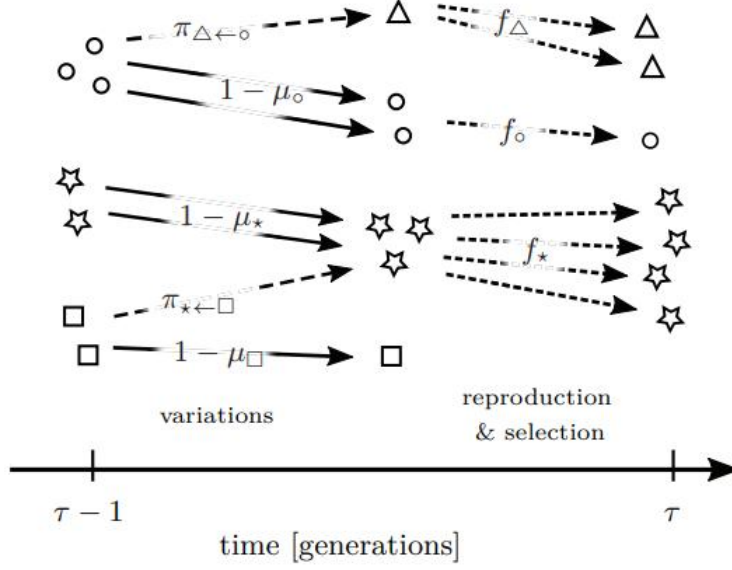 π△←○
f△
1 − μ○
f○
1 − μ⋆
f⋆
π⋆←□
1 − μ□
variations
reproduction
& selection
τ − 1
τ
time [generations]